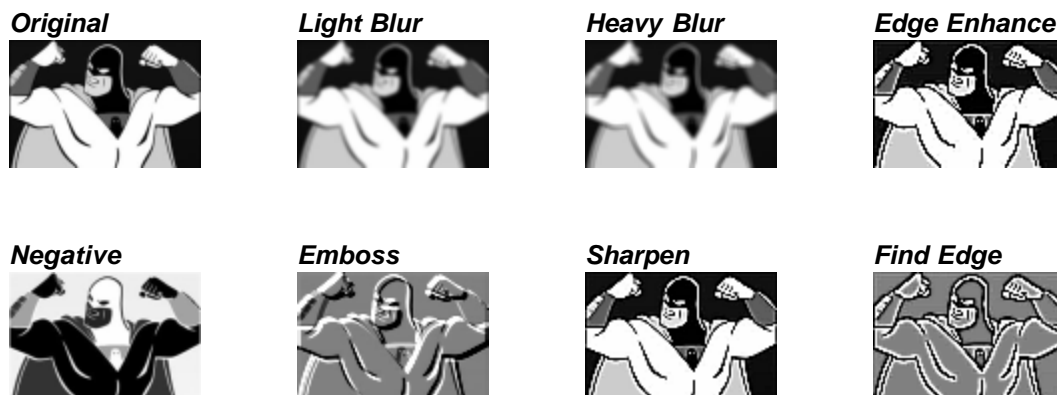 Original
Light Blur
Heavy Blur
Edge Enhance
Negative
Emboss
Sharpen
Find Edge